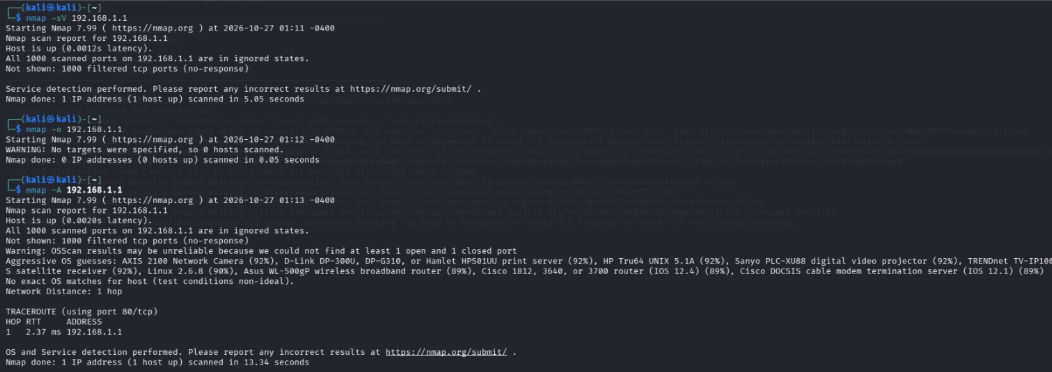 ┌──(kali㉿kali)-[~]
└─$ nmap -sV 192.168.1.1
Starting Nmap 7.99 ( https://nmap.org ) at 2026-10-27 01:11 -0400
Nmap scan report for 192.168.1.1
Host is up (0.0012s latency).
All 1000 scanned ports on 192.168.1.1 are in ignored states.
Not shown: 1000 filtered tcp ports (no-response)
Service detection performed. Please report any incorrect results at https://nmap.org/submit/ .
Nmap done: 1 IP address (1 host up) scanned in 5.05 seconds
┌──(kali㉿kali)-[~]
└─$ nmap -o 192.168.1.1
Starting Nmap 7.99 ( https://nmap.org ) at 2026-10-27 01:12 -0400
WARNING: No targets were specified, so 0 hosts scanned.
Nmap done: 0 IP addresses (0 hosts up) scanned in 0.05 seconds
┌──(kali㉿kali)-[~]
└─$ nmap -A 192.168.1.1
Starting Nmap 7.99 ( https://nmap.org ) at 2026-10-27 01:13 -0400
Nmap scan report for 192.168.1.1
Host is up (0.0020s latency).
All 1000 scanned ports on 192.168.1.1 are in ignored states.
Not shown: 1000 filtered tcp ports (no-response)
Warning: OSScan results may be unreliable because we could not find at least 1 open and 1 closed port
Aggressive OS guesses: AXIS 2100 Network Camera (92%), D-Link DP-300U, DP-G310, or Hamlet HPS01UU print server (92%), HP Tru64 UNIX 5.1A (92%), Sanyo PLC-XU88 digital video projector (92%), TRENDnet TV-IP100
S satellite receiver (92%), Linux 2.6.8 (90%), Asus WL-500gP wireless broadband router (89%), Cisco 1812, 3640, or 3700 router (IOS 12.4) (89%), Cisco DOCSIS cable modem termination server (IOS 12.1) (89%)
No exact OS matches for host (test conditions non-ideal).
Network Distance: 1 hop
TRACEROUTE (using port 80/tcp)
HOP RTT ADDRESS
1 2.37 ms 192.168.1.1
OS and Service detection performed. Please report any incorrect results at https://nmap.org/submit/ .
Nmap done: 1 IP address (1 host up) scanned in 13.34 seconds